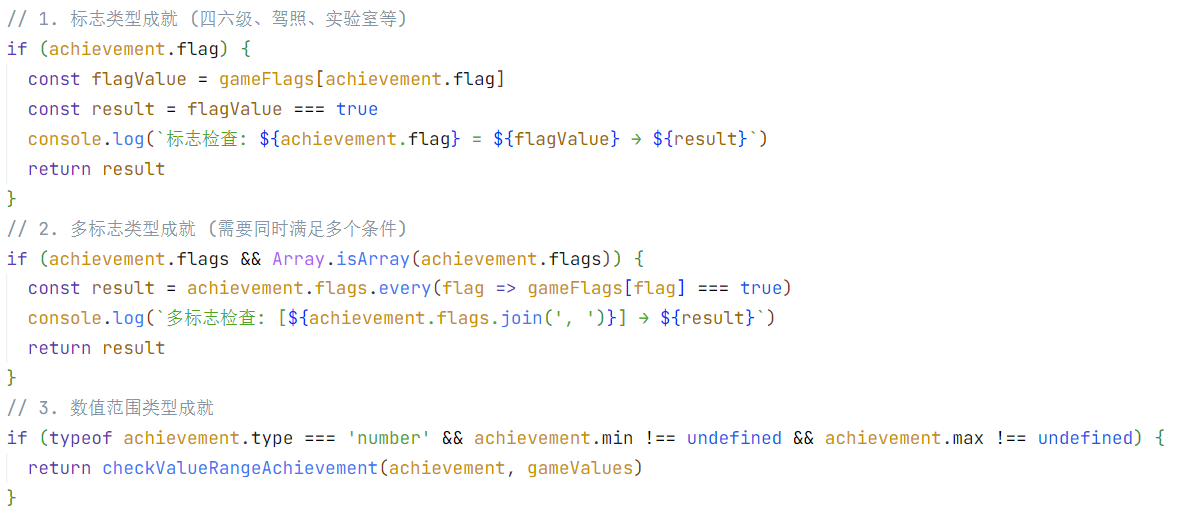 // 1. 标志类型成就 (四六级、驾照、实验室等)
if (achievement.flag) {
  const flagValue = gameFlags[achievement.flag]
  const result = flagValue === true
  console.log(`标志检查: ${achievement.flag} = ${flagValue} → ${result}`)
  return result
}
// 2. 多标志类型成就 (需要同时满足多个条件)
if (achievement.flags && Array.isArray(achievement.flags)) {
  const result = achievement.flags.every(flag => gameFlags[flag] === true)
  console.log(`多标志检查: [${achievement.flags.join(', ')}] → ${result}`)
  return result
}
// 3. 数值范围类型成就
if (typeof achievement.type === 'number' && achievement.min !== undefined && achievement.max !== undefined) {
  return checkValueRangeAchievement(achievement, gameValues)
}